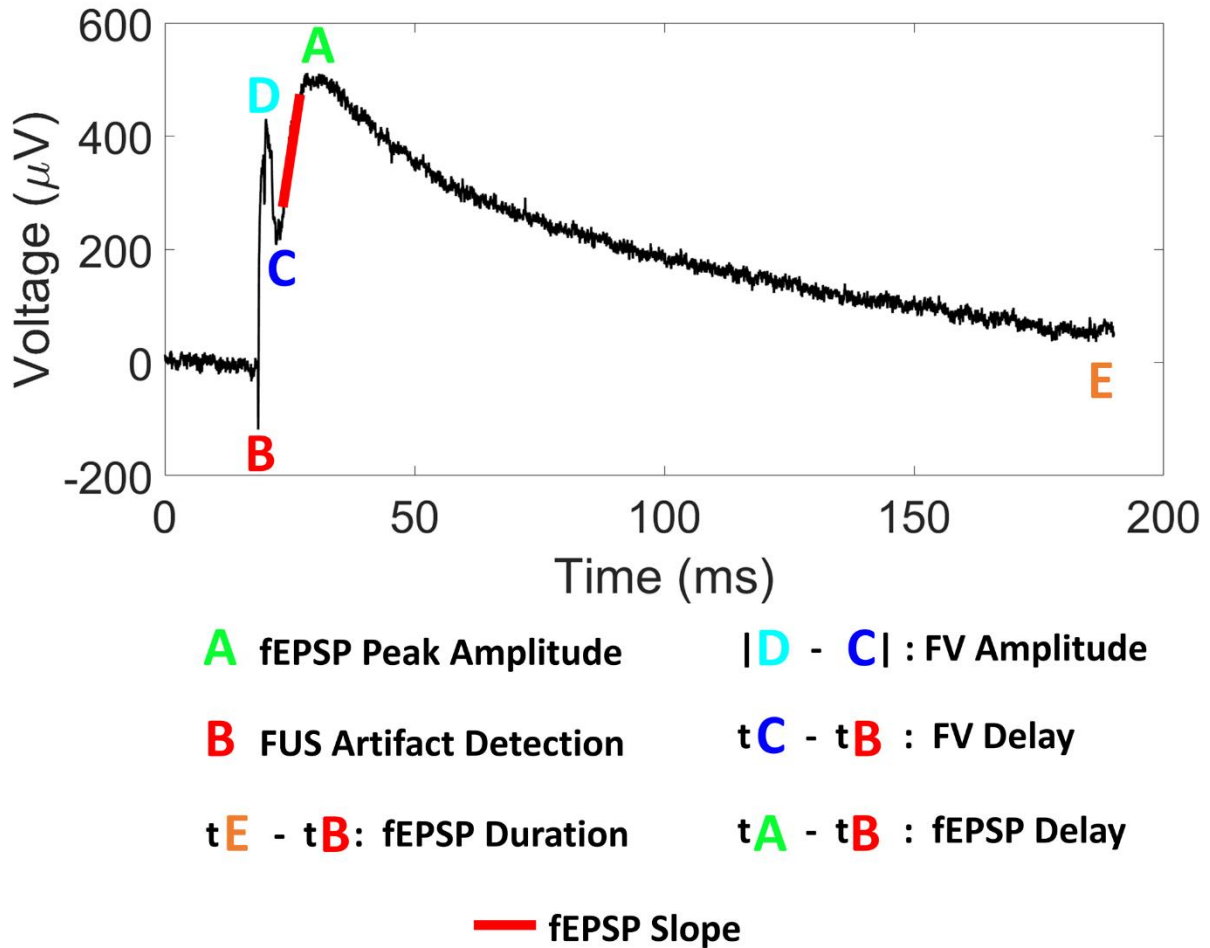 600
A
D
400
Voltage (μV)
200
C
0
E
B
-200
0 50 100 150 200
Time (ms)
A fEPSP Peak Amplitude
|D - C| : FV Amplitude
B FUS Artifact Detection
tC - tB : FV Delay
tE - tB: fEPSP Duration
tA - tB : fEPSP Delay
fEPSP Slope